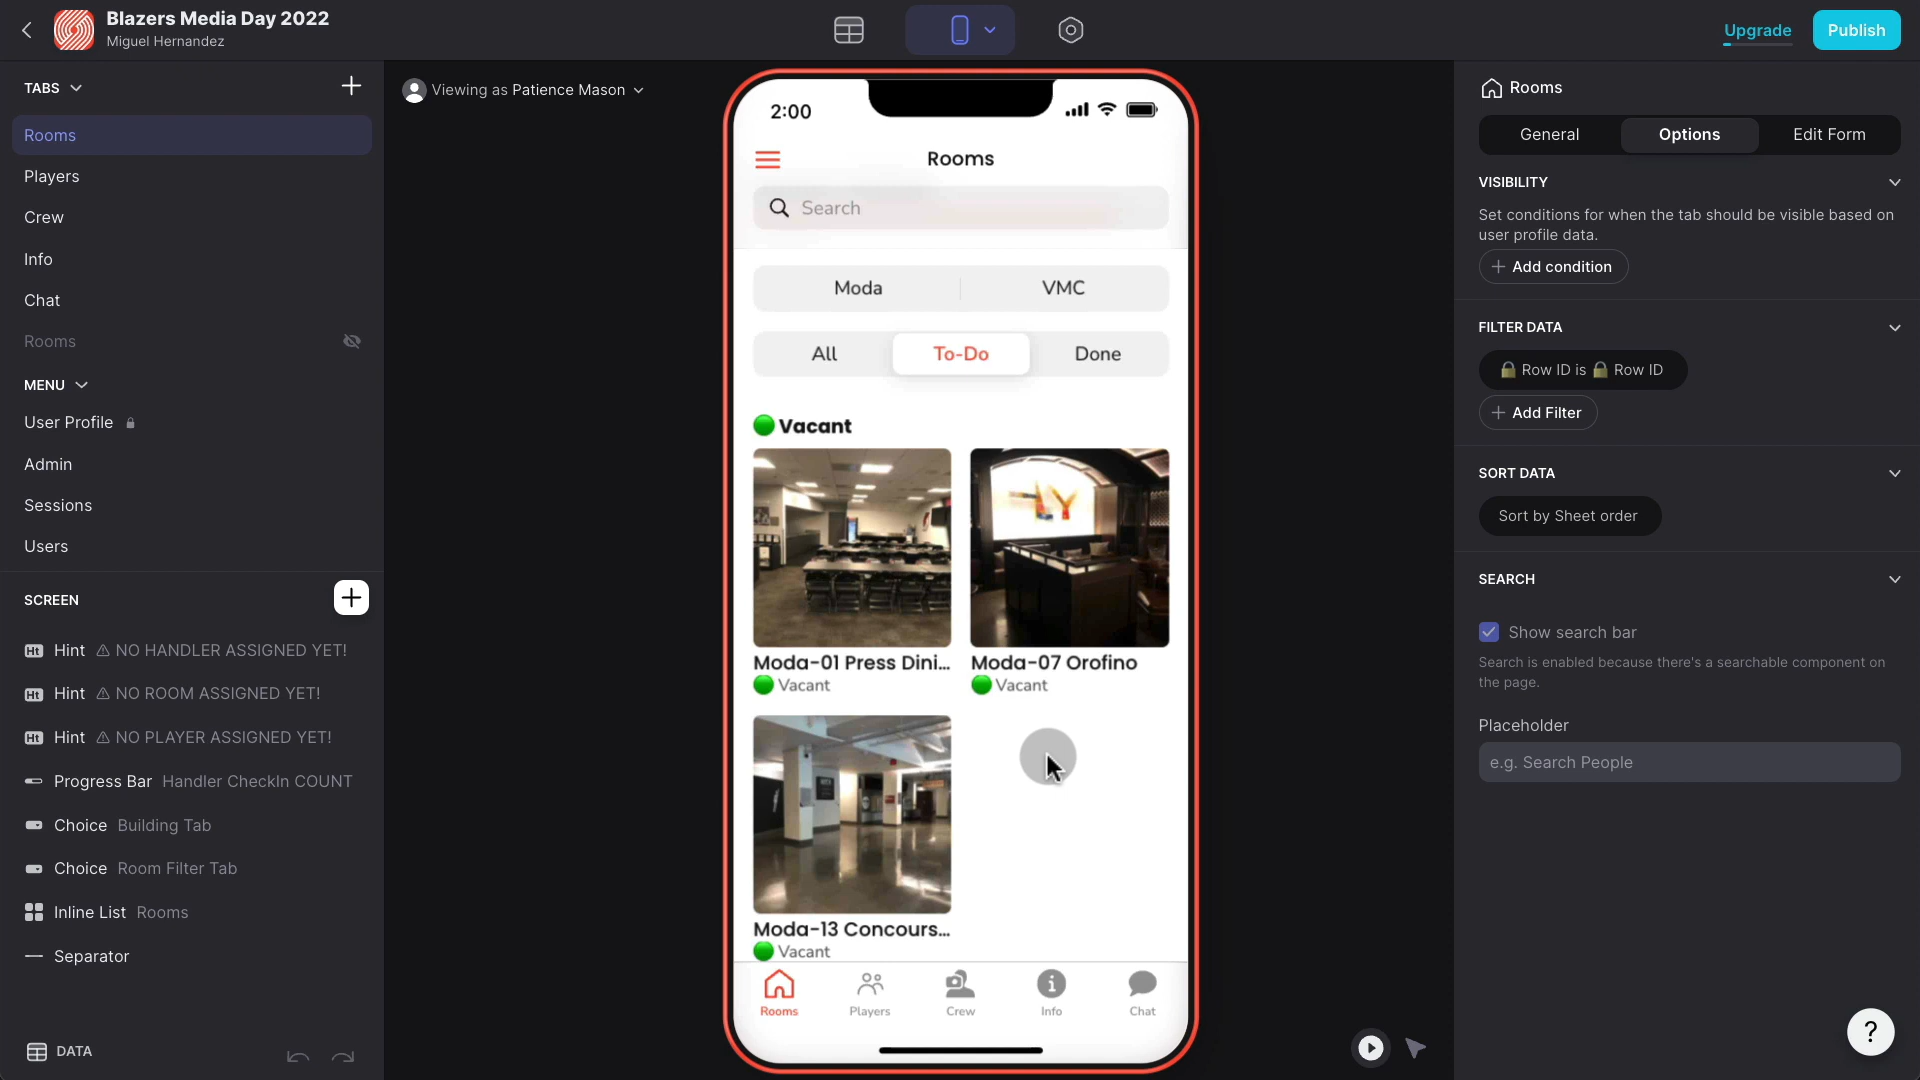 Blazers Media Day 2022
Miguel Hernandez
Upgrade
Publish
TABS
Rooms
Players
Crew
Info
Chat
Rooms
MENU
User Profile
Admin
Sessions
Users
SCREEN
Ht Hint ⚠ NO HANDLER ASSIGNED YET!
Ht Hint ⚠ NO ROOM ASSIGNED YET!
Ht Hint ⚠ NO PLAYER ASSIGNED YET!
Progress Bar Handler CheckIn COUNT
Choice Building Tab
Choice Room Filter Tab
Inline List Rooms
Separator
DATA
Viewing as Patience Mason
2:00
Rooms
Search
Moda VMC
All To-Do Done
Vacant
Moda-01 Press Dini...
Vacant
Moda-07 Orofino
Vacant
Moda-13 Concours...
Vacant
Rooms Players Crew Info Chat
Rooms
General Options Edit Form
VISIBILITY
Set conditions for when the tab should be visible based on
user profile data.
+ Add condition
FILTER DATA
🔒 Row ID is 🔒 Row ID
+ Add Filter
SORT DATA
Sort by Sheet order
SEARCH
Show search bar
Search is enabled because there's a searchable component on
the page.
Placeholder
e.g. Search People
?